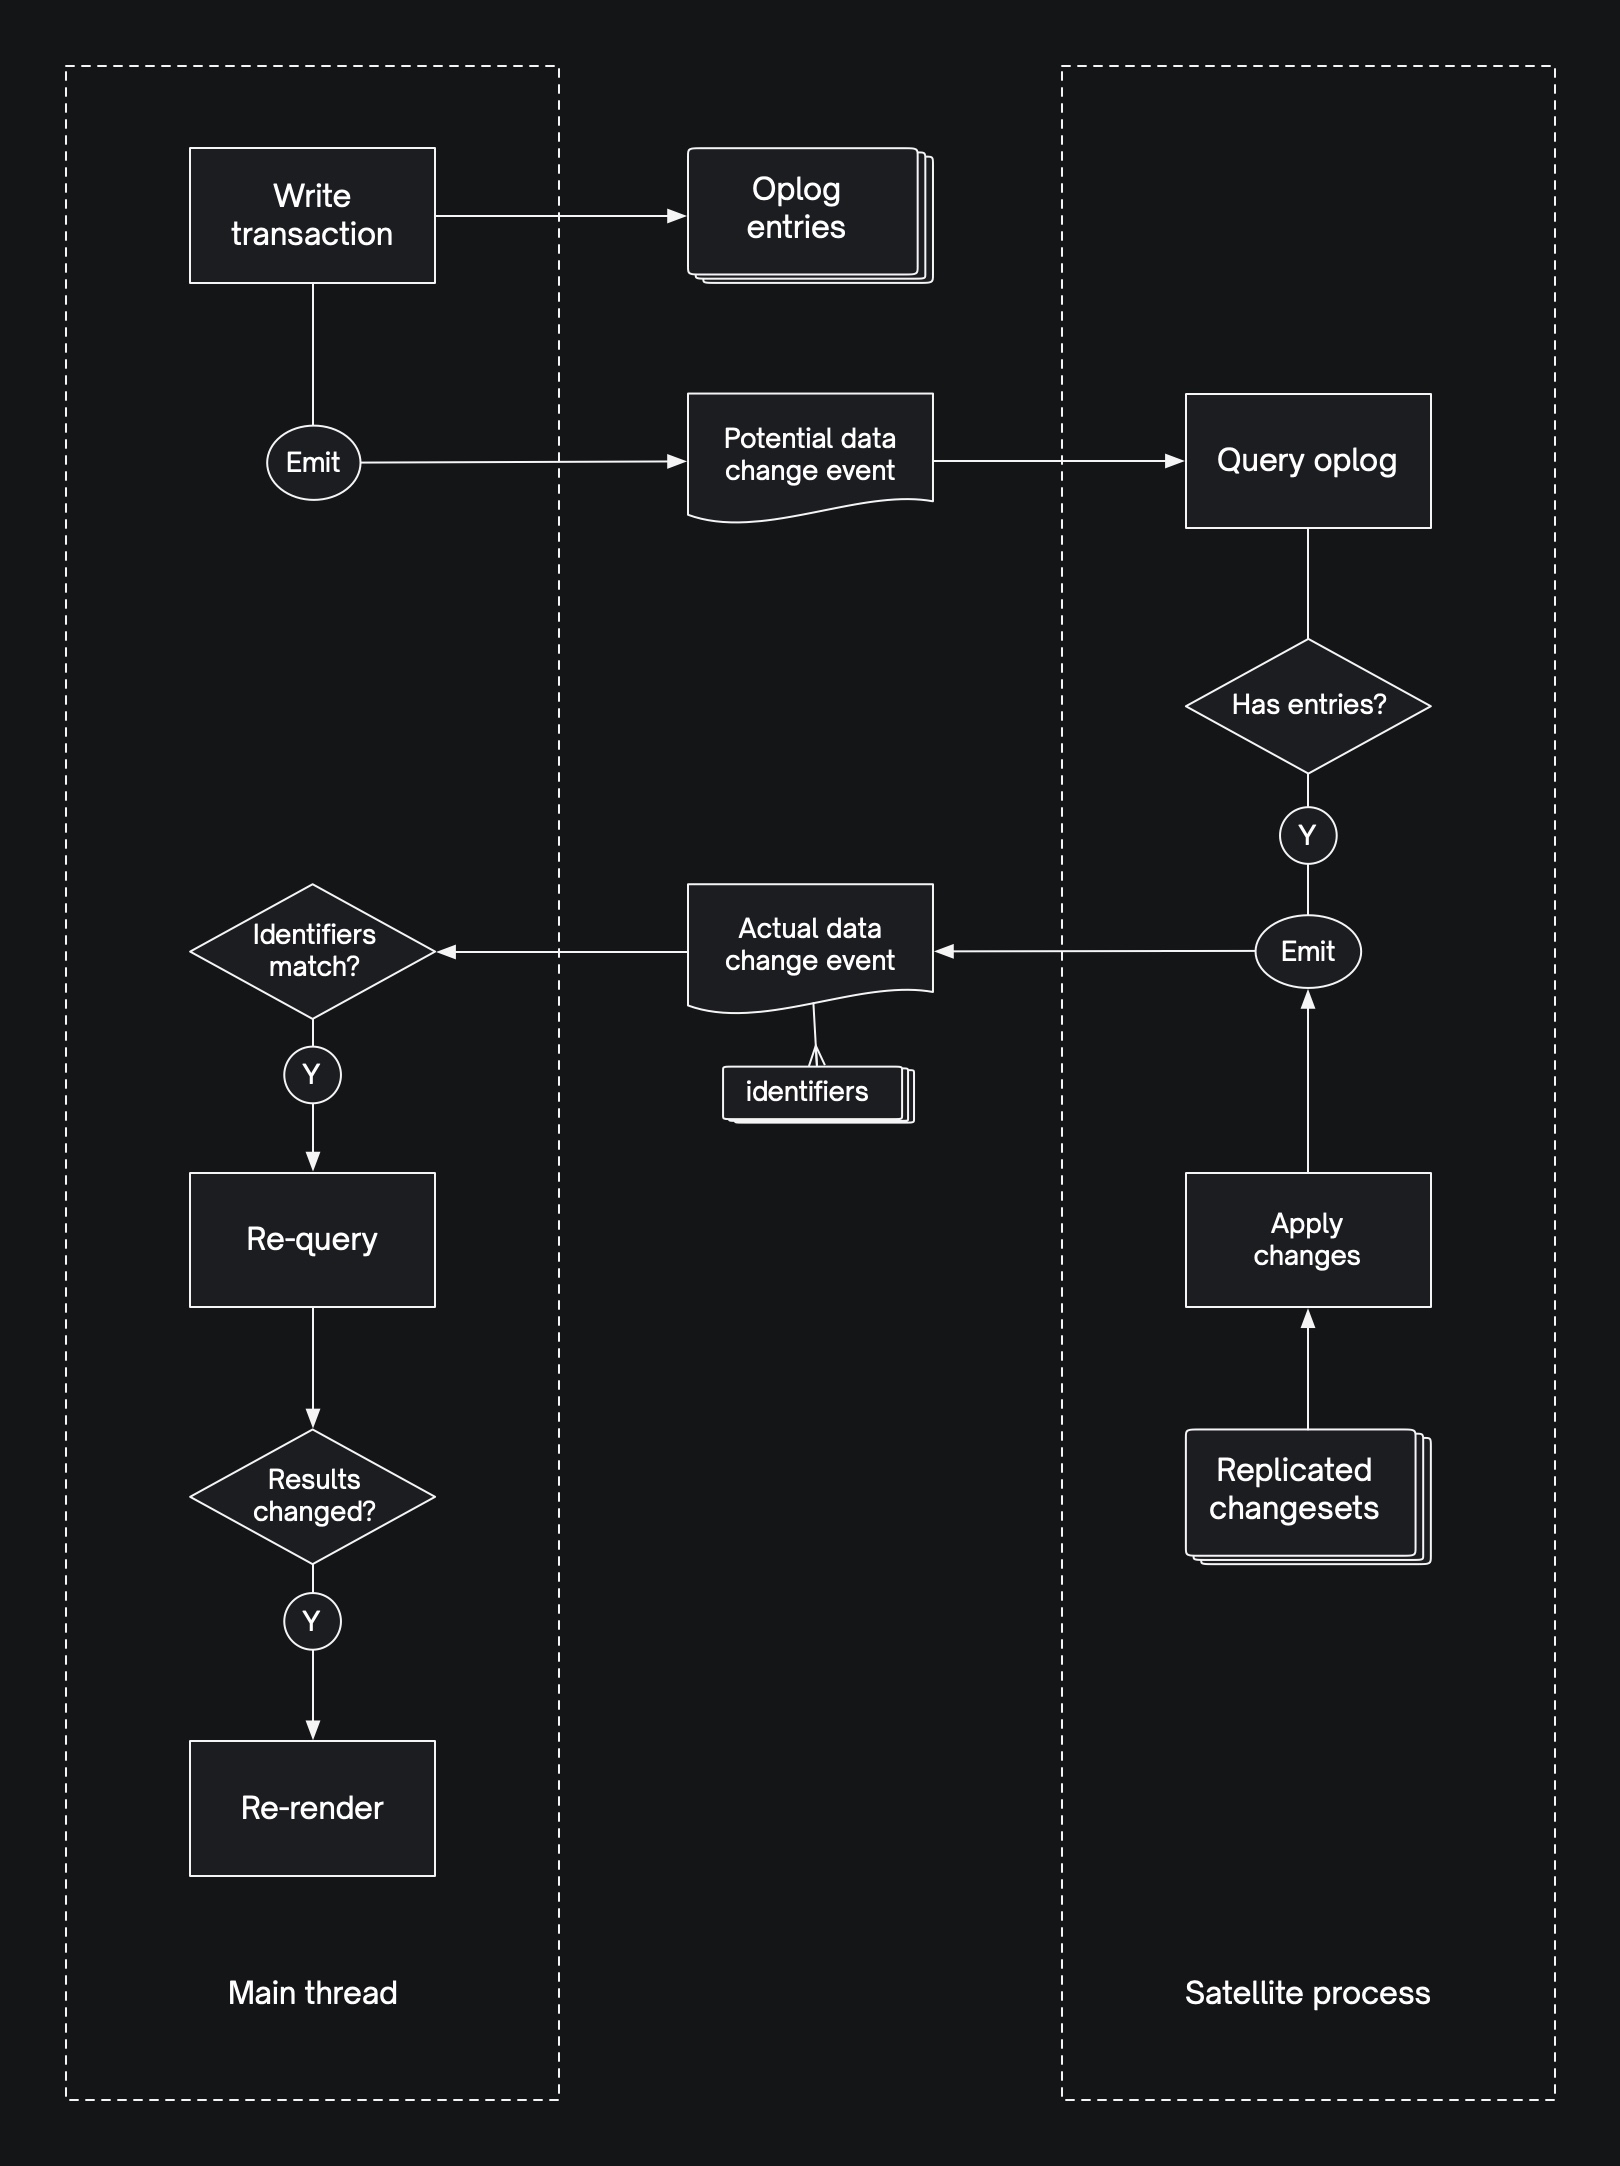 Write
transaction
Oplog
entries
Emit
Potential data
change event
Query oplog
Has entries?
Y
Identifiers
match?
Actual data
change event
Emit
Y
identifiers
Re-query
Apply
changes
Results
changed?
Replicated
changesets
Y
Re-render
Main thread
Satellite process